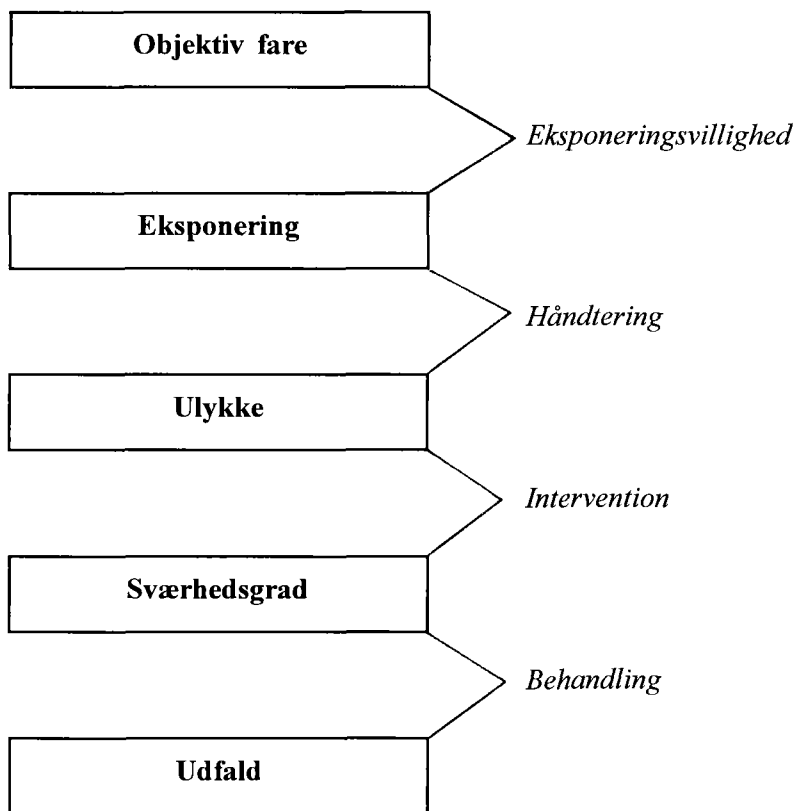 Objektiv fare
Eksponeringsvillighed
Eksponering
Håndtering
Ulykke
Intervention
Sværhedsgrad
Behandling
Udfald